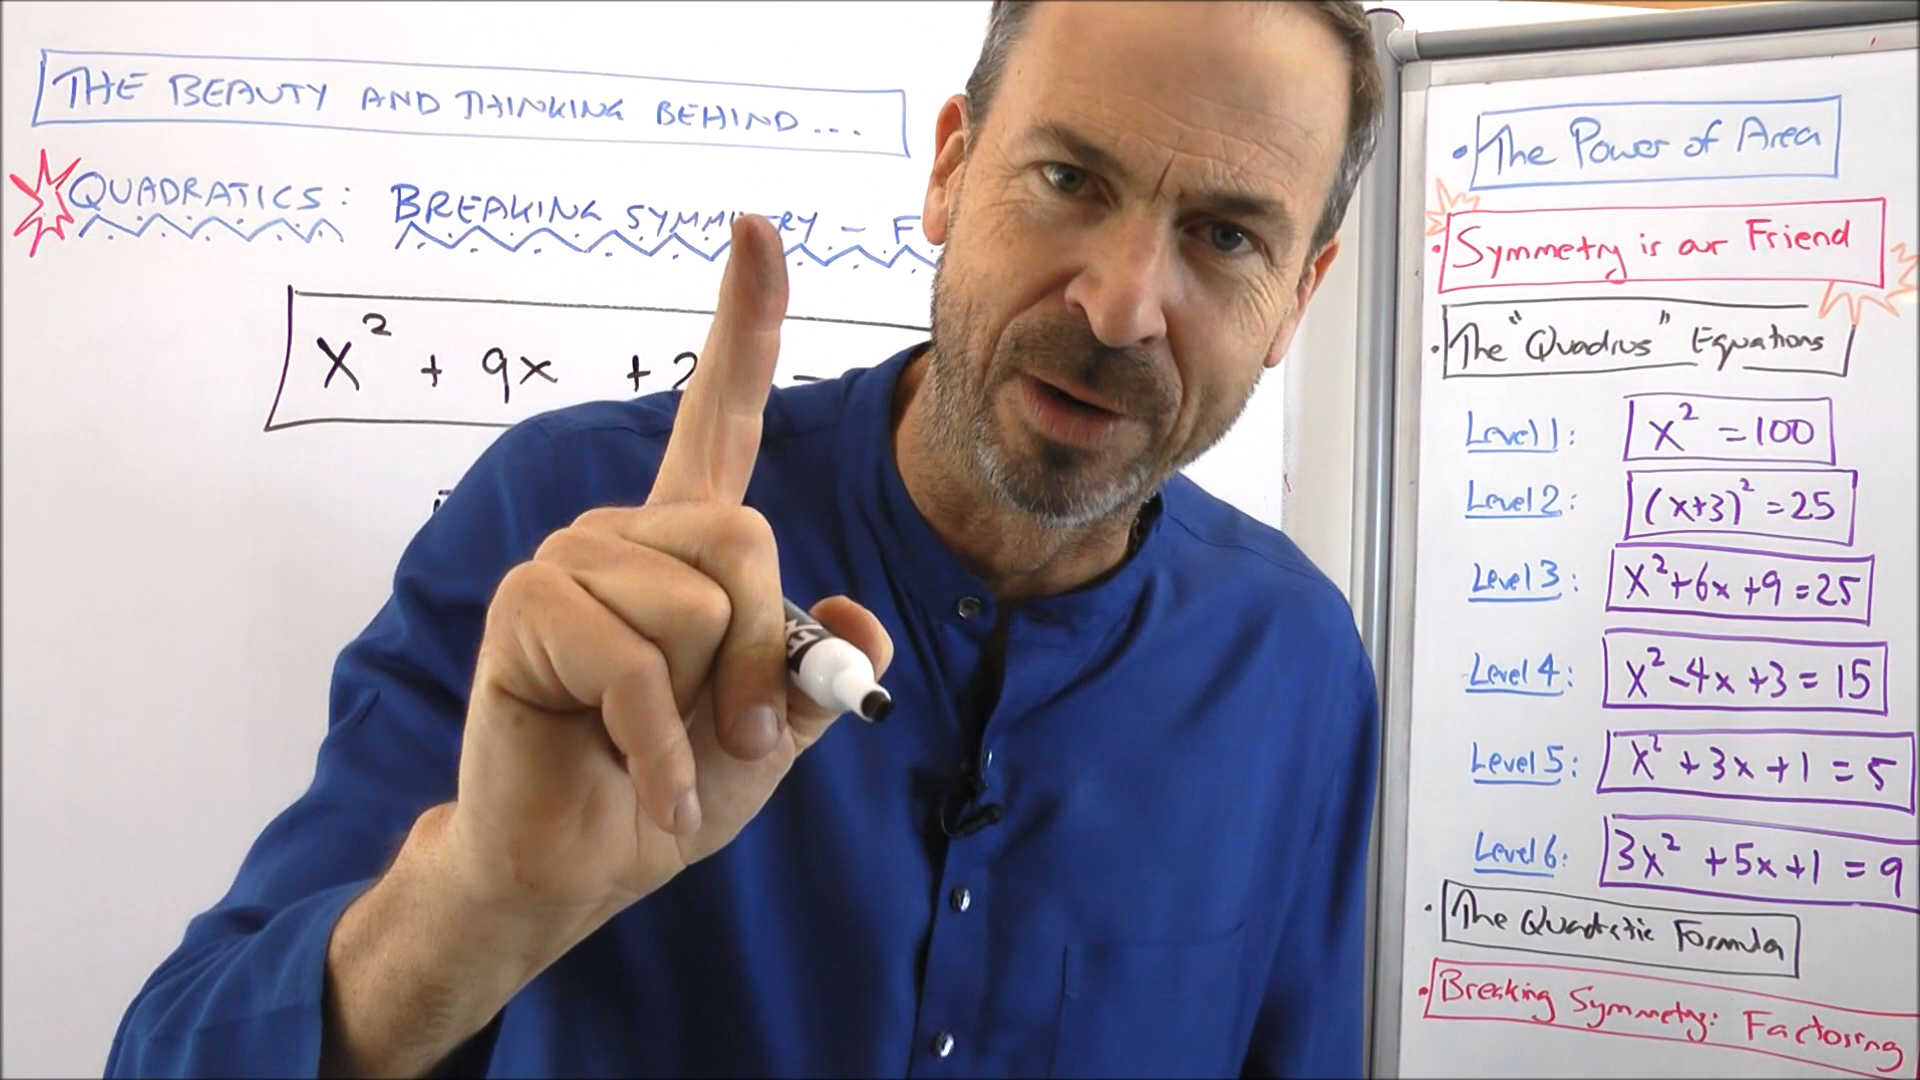 THE BEAUTY AND THINKING BEHIND...
QUADRATICS: BREAKING SYMMETRY - F
x² + 9x + 2
• The Power of Area
• Symmetry is our Friend
• The "Quadrus" Equations
Level 1: x² = 100
Level 2: (x+3)² = 25
Level 3: x² + 6x + 9 = 25
Level 4: x² - 4x + 3 = 15
Level 5: x² + 3x + 1 = 5
Level 6: 3x² + 5x + 1 = 9
• The Quadratic Formula
• Breaking Symmetry: Factoring